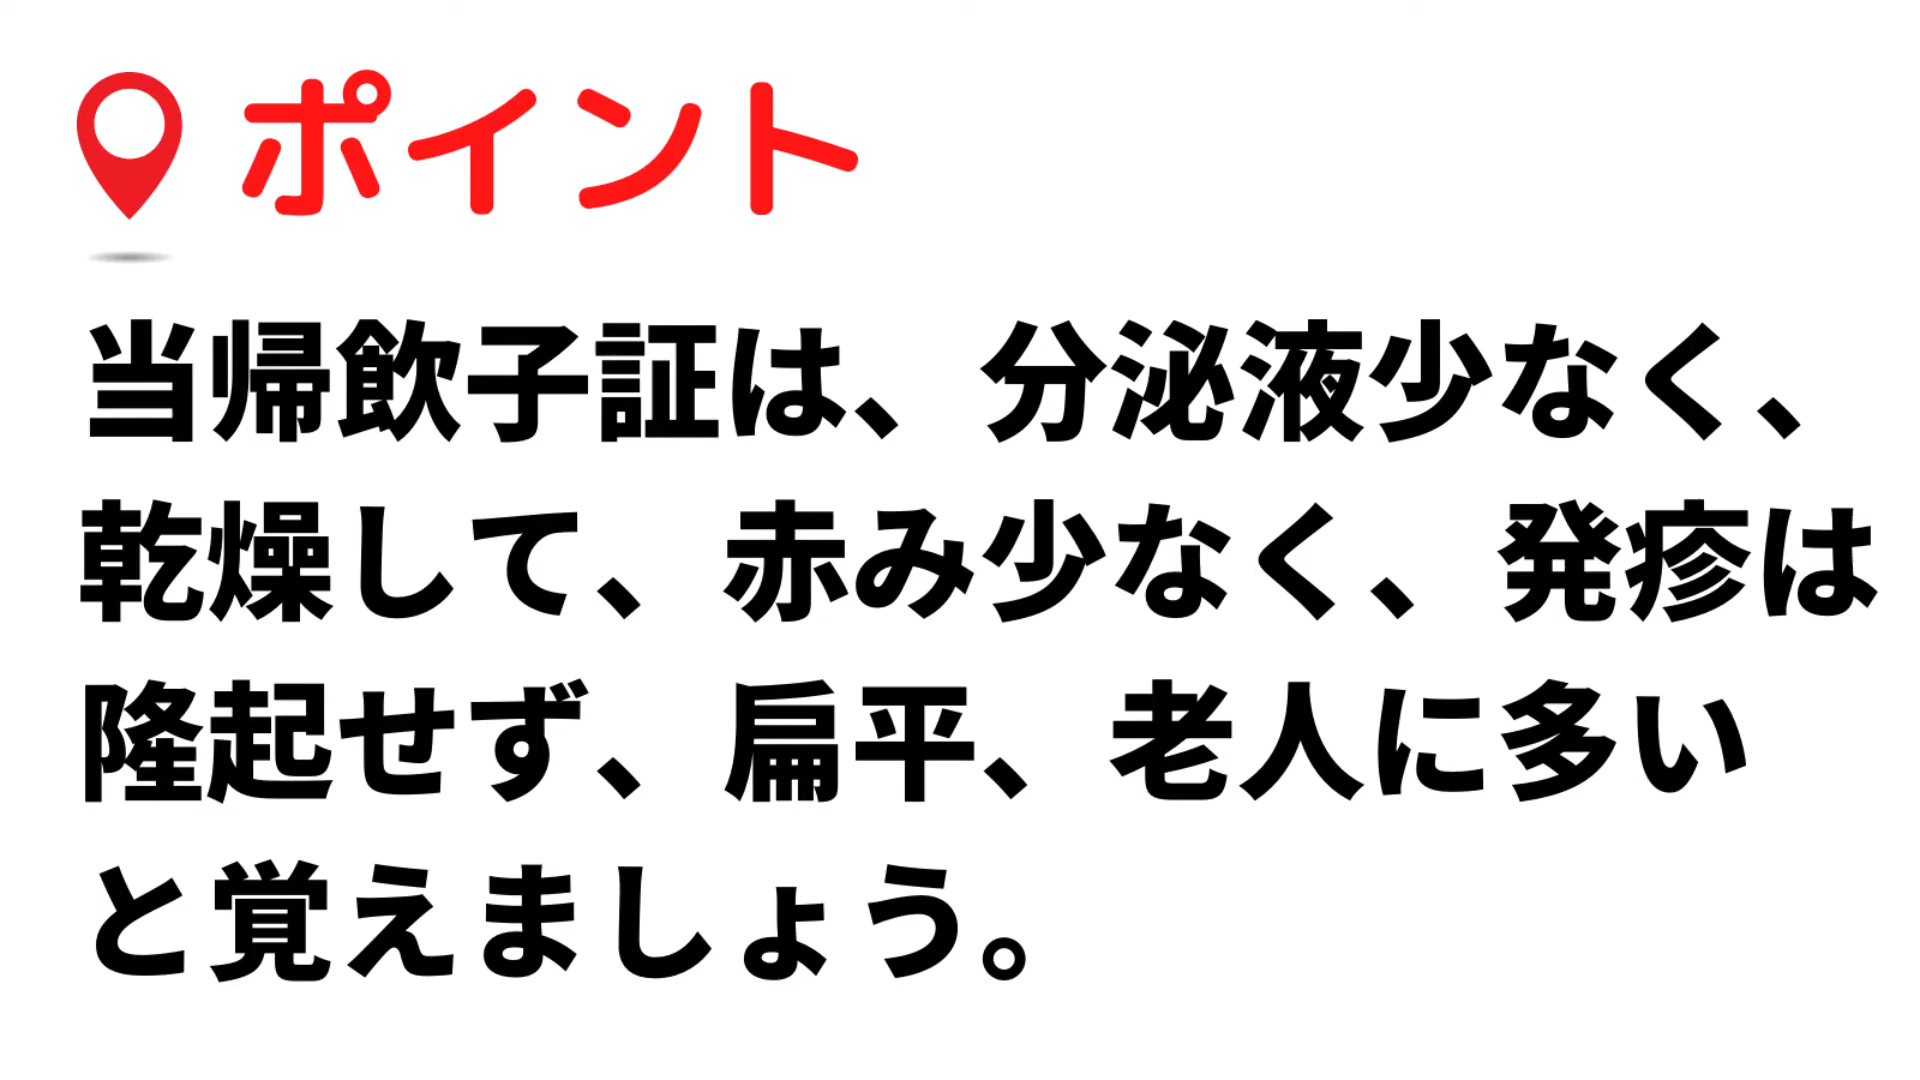 ポイント
当帰飲子証は、分泌液少なく、
乾燥して、赤み少なく、発疹は
隆起せず、扁平、老人に多い
と覚えましょう。